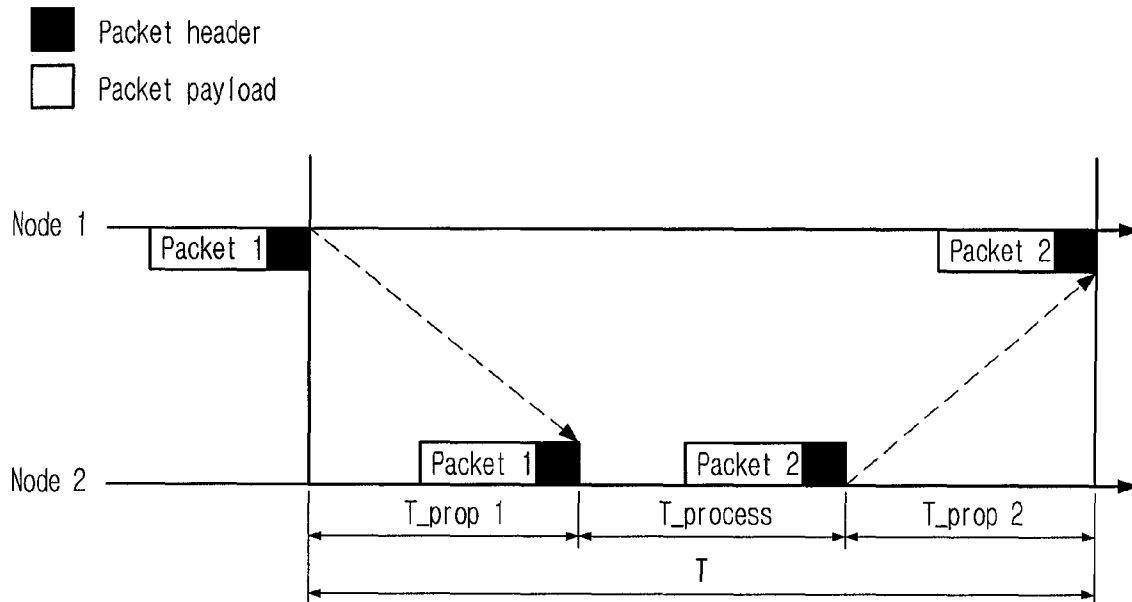 Packet header
Packet payload
Node 1
Packet 1
Packet 2
Packet 1
Packet 2
Node 2
T_prop 1
T_process
T_prop 2
T